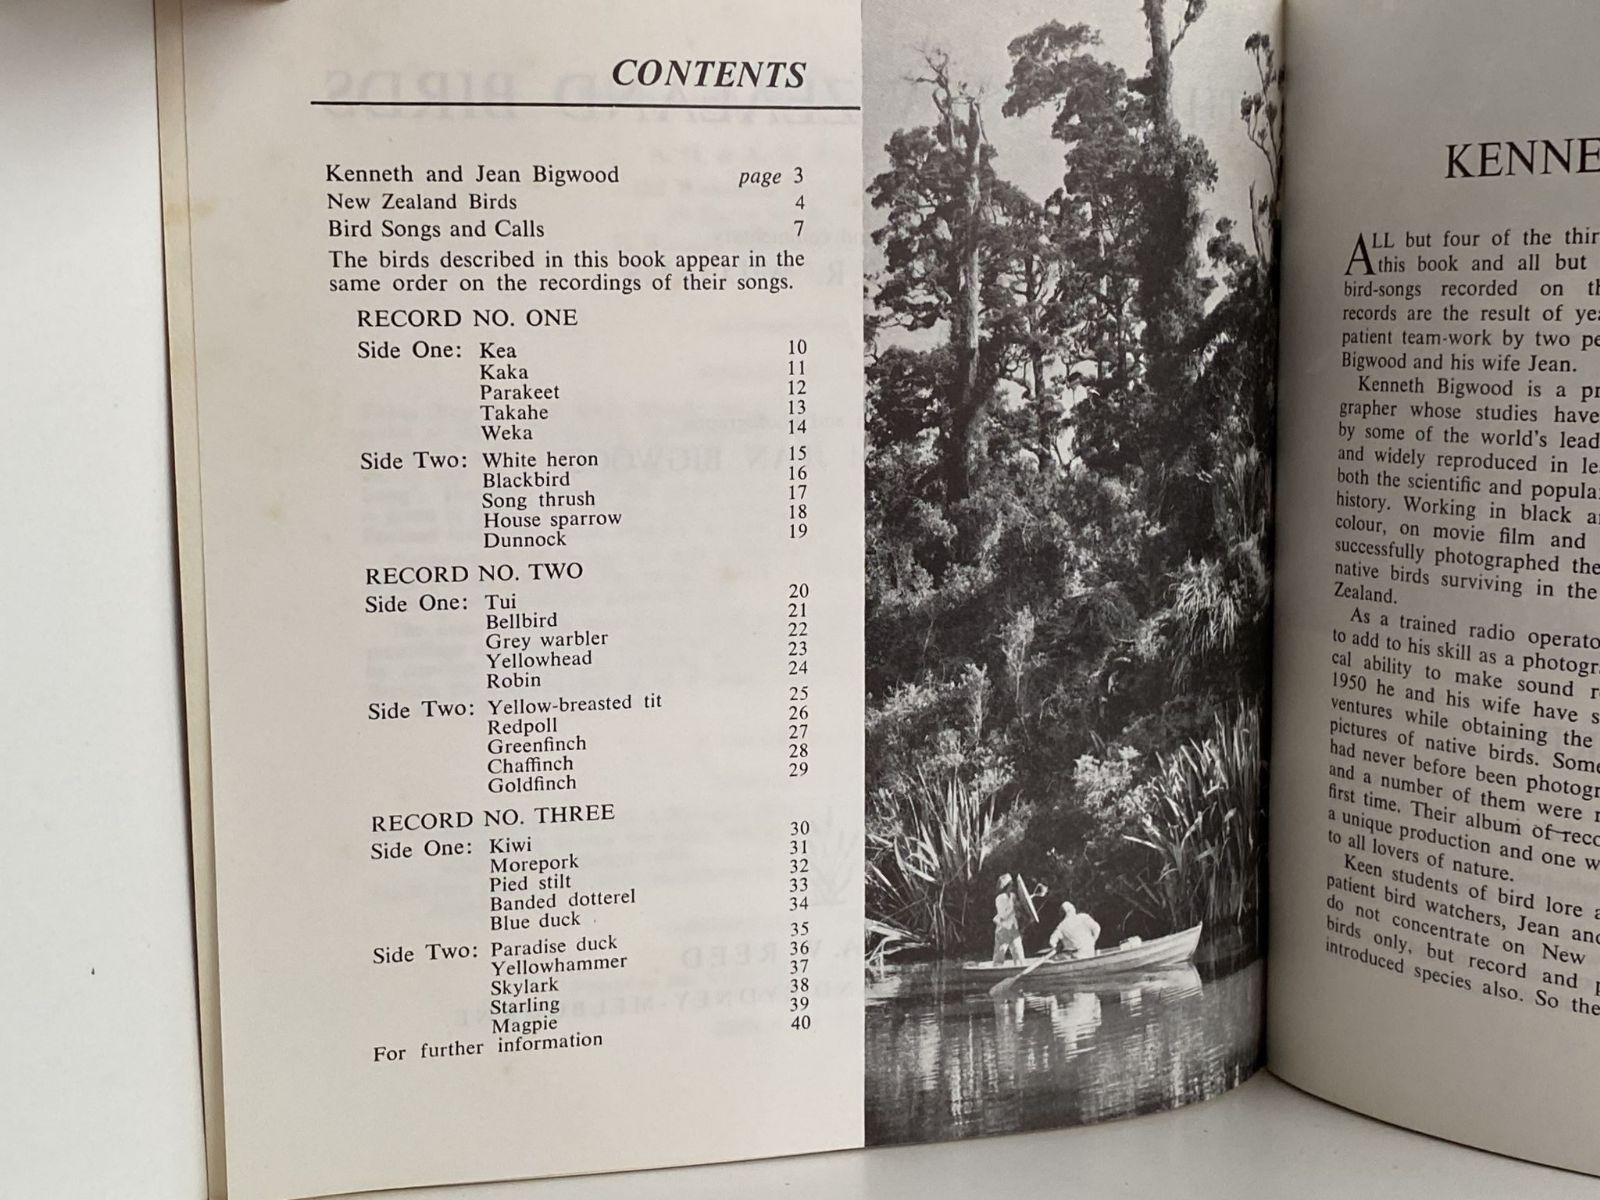 CONTENTS
Kenneth and Jean Bigwood page 3
New Zealand Birds 4
Bird Songs and Calls 7
The birds described in this book appear in the
same order on the recordings of their songs.
RECORD NO. ONE
Side One: Kea 10
Kaka 11
Parakeet 12
Takahe 13
Weka 14
Side Two: White heron 15
Blackbird 16
Song thrush 17
House sparrow 18
Dunnock 19
RECORD NO. TWO
Side One: Tui 20
Bellbird 21
Grey warbler 22
Yellowhead 23
Robin 24
Side Two: Yellow-breasted tit 25
Redpoll 26
Greenfinch 27
Chaffinch 28
Goldfinch 29
RECORD NO. THREE
Side One: Kiwi 30
Morepork 31
Pied stilt 32
Banded dotterel 33
Blue duck 34
Side Two: Paradise duck 35
Yellowhammer 36
Skylark 37
Starling 38
Magpie 39
For further information 40
KENNE
ALL but four of the thir
this book and all but
bird-songs recorded on th
records are the result of ye
patient team-work by two pe
Bigwood and his wife Jean.
Kenneth Bigwood is a pr
grapher whose studies have
by some of the world's lead
and widely reproduced in le
both the scientific and popula
history. Working in black a
colour, on movie film and
successfully photographed the
native birds surviving in the
Zealand.
As a trained radio operato
to add to his skill as a photogr
cal ability to make sound r
1950 he and his wife have s
ventures while obtaining the
pictures of native birds. Some
had never before been photogr
and a number of them were r
first time. Their album of reco
a unique production and one w
to all lovers of nature.
Keen students of bird lore a
patient bird watchers, Jean and
do not concentrate on New
birds only, but record and p
introduced species also. So the